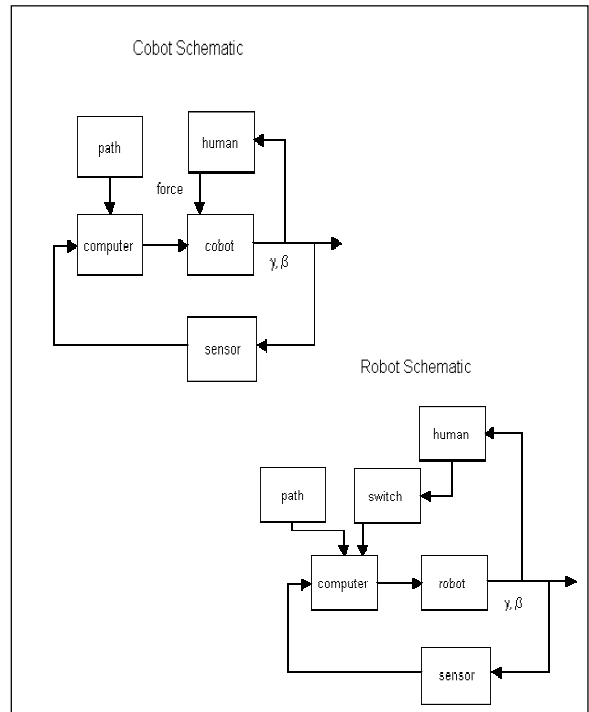 Cobot Schematic
path
human
force
computer
cobot
γ, β
sensor
Robot Schematic
human
path
switch
computer
robot
γ, β
sensor